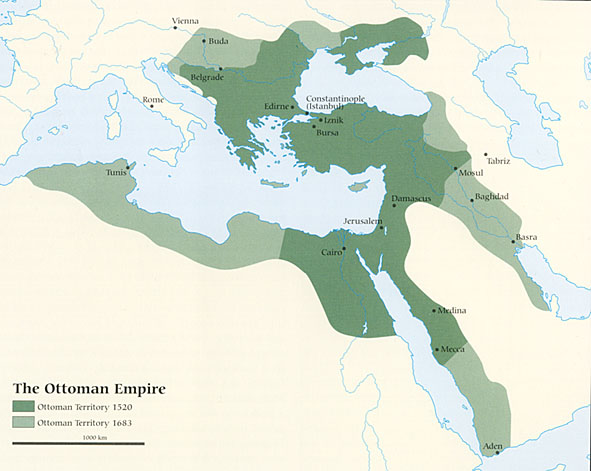 Vienna
Buda
Belgrade
Rome
Edirne
Constantinople
(Istanbul)
Iznik
Bursa
Tunis
Tabriz
Mosul
Damascus
Baghdad
Jerusalem
Basra
Cairo
Medina
Mecca
Aden
The Ottoman Empire
Ottoman Territory 1520
Ottoman Territory 1683
1000 km